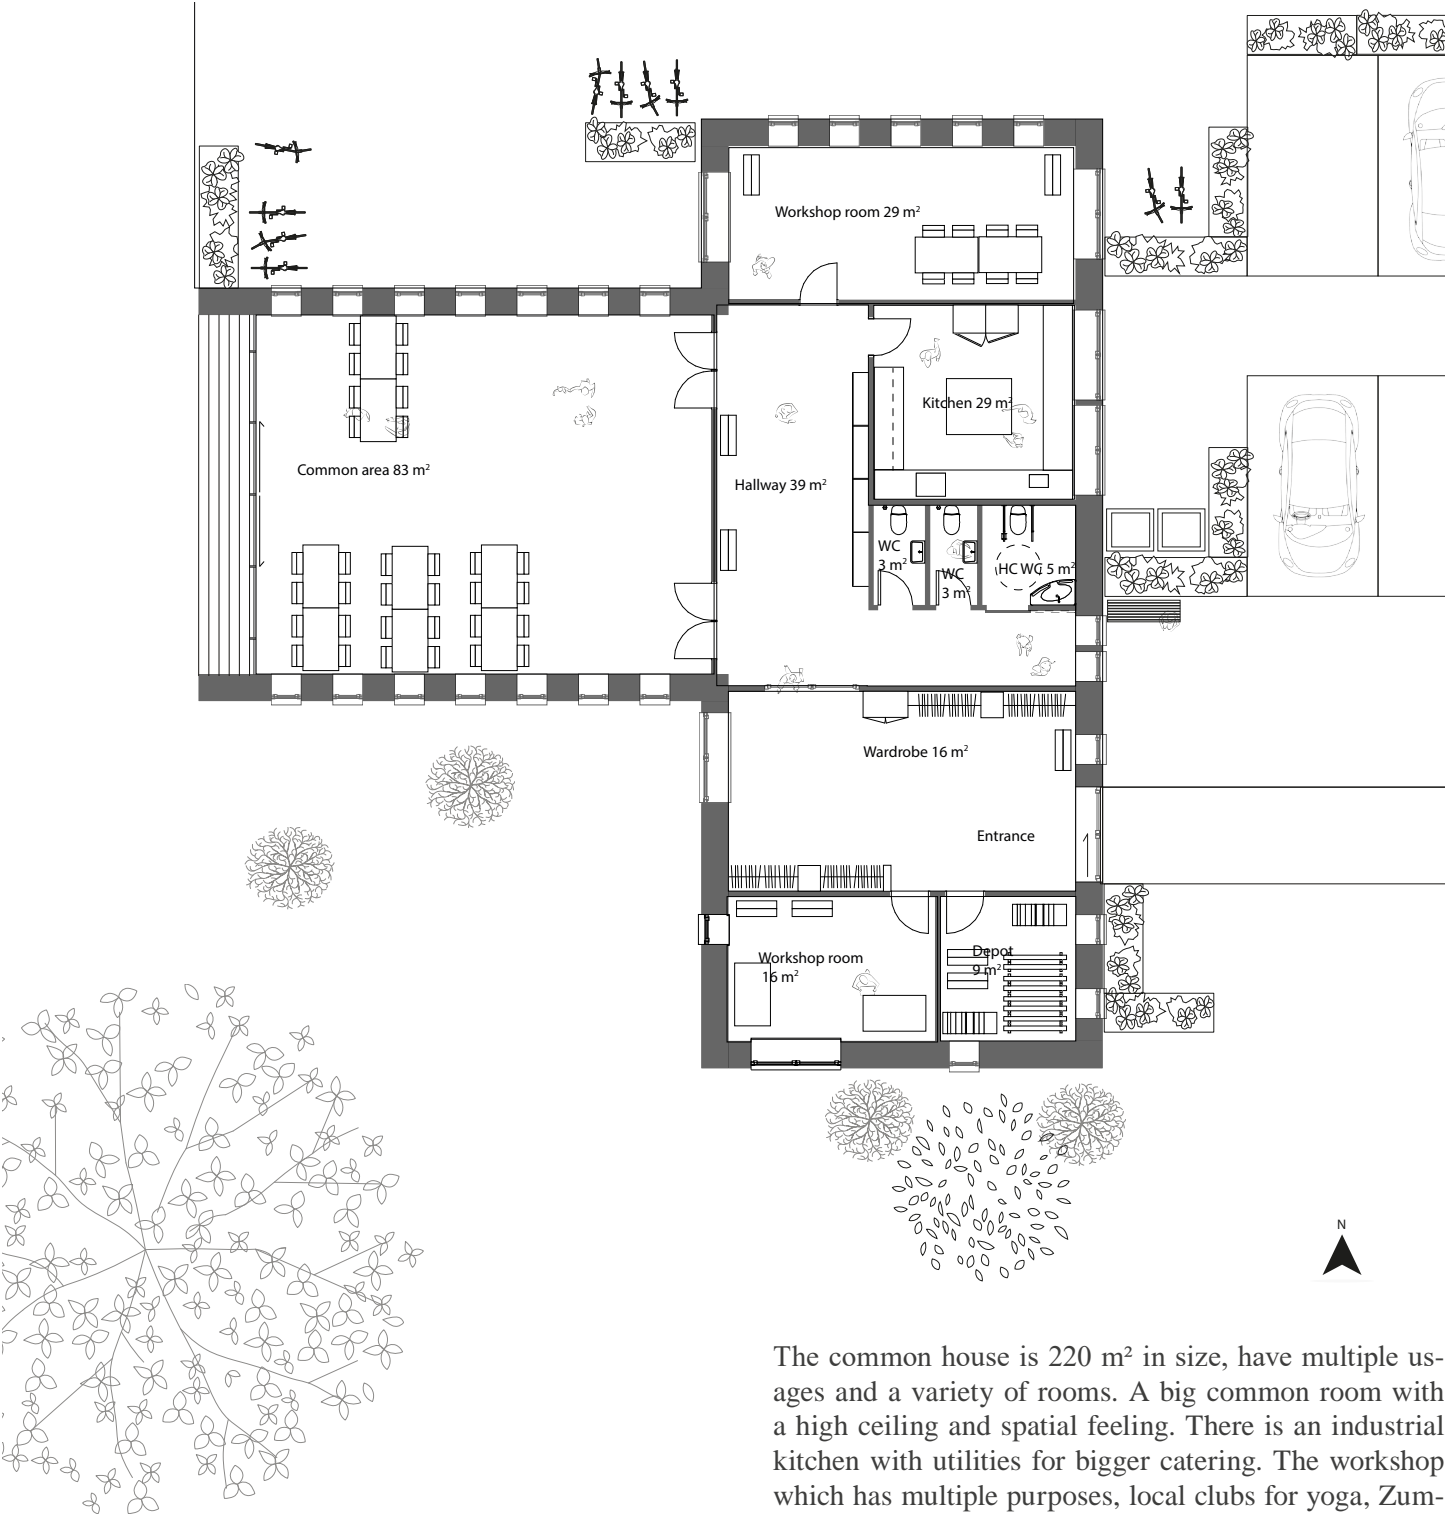 Workshop room 29 m²
Kitchen 29 m²
Common area 83 m²
Hallway 39 m²
WC
3 m²
WC
3 m²
HC WC 5 m²
Wardrobe 16 m²
Entrance
Workshop room
16 m²
Depot
9 m²
N
The common house is 220 m² in size, have multiple us-
ages and a variety of rooms. A big common room with
a high ceiling and spatial feeling. There is an industrial
kitchen with utilities for bigger catering. The workshop
which has multiple purposes, local clubs for yoga, Zum-